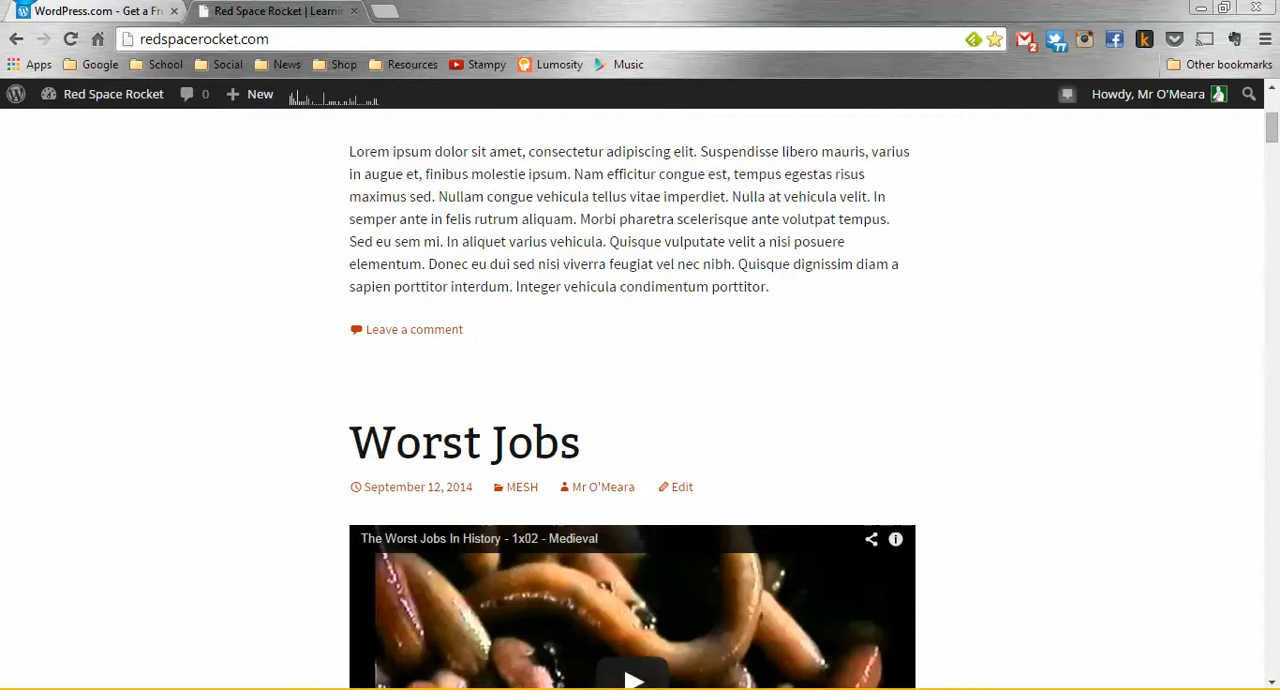 WordPress.com - Get a Fr
Red Space Rocket | Learni
redspacerocket.com
2
77
Apps Google School Social News Shop Resources Stampy Lumosity Music Other bookmarks
Red Space Rocket 0 New Howdy, Mr O'Meara
Lorem ipsum dolor sit amet, consectetur adipiscing elit. Suspendisse libero mauris, varius
in augue et, finibus molestie ipsum. Nam efficitur congue est, tempus egestas risus
maximus sed. Nullam congue vehicula tellus vitae imperdiet. Nulla at vehicula velit. In
semper ante in felis rutrum aliquam. Morbi pharetra scelerisque ante volutpat tempus.
Sed eu sem mi. In aliquet varius vehicula. Quisque vulputate velit a nisi posuere
elementum. Donec eu dui sed nisi viverra feugiat vel nec nibh. Quisque dignissim diam a
sapien porttitor interdum. Integer vehicula condimentum porttitor.
Leave a comment
Worst Jobs
September 12, 2014 MESH Mr O'Meara Edit
The Worst Jobs In History - 1x02 - Medieval